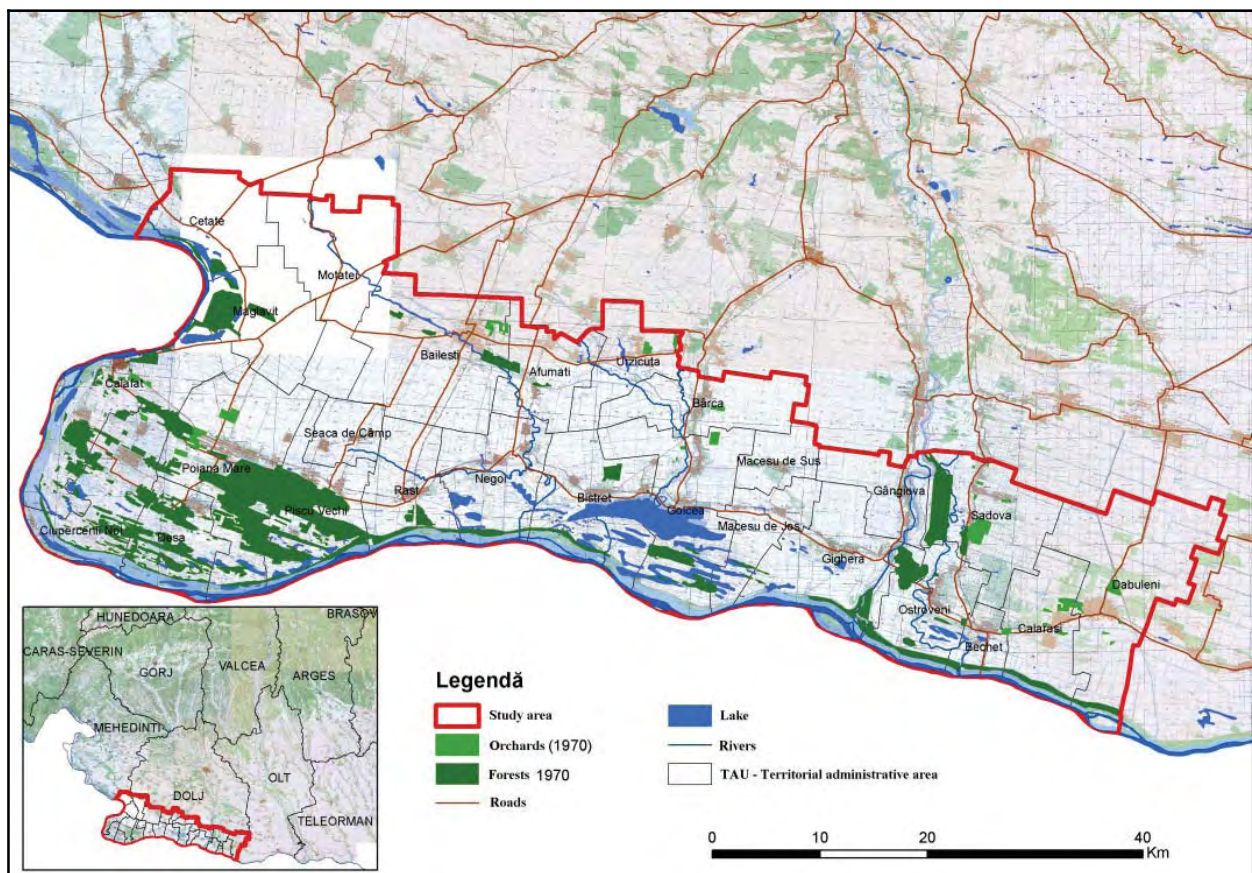 Cetate
Motatei
Maglavit
Bailesti
Afumati
Urzicuta
Calafat
Bârca
Seaca de Câmp
Macesu de Sus
Poiana Mare
Negoi
Rast
Bistret
Gângiova
Piscu Vechi
Goicea
Sadova
Macesu de Jos
Ciupercenii Noi
Desa
Gighera
Dabuleni
Ostroveni
Calarasi
Bechet
HUNEDOARA
BRASOV
CARAS-SEVERIN
GORJ
VALCEA
ARGES
MEHEDINTI
OLT
DOLJ
TELEORMAN
Legendă
Study area
Orchards (1970)
Forests 1970
Roads
Lake
Rivers
TAU - Territorial administrative area
0 10 20 40
Km